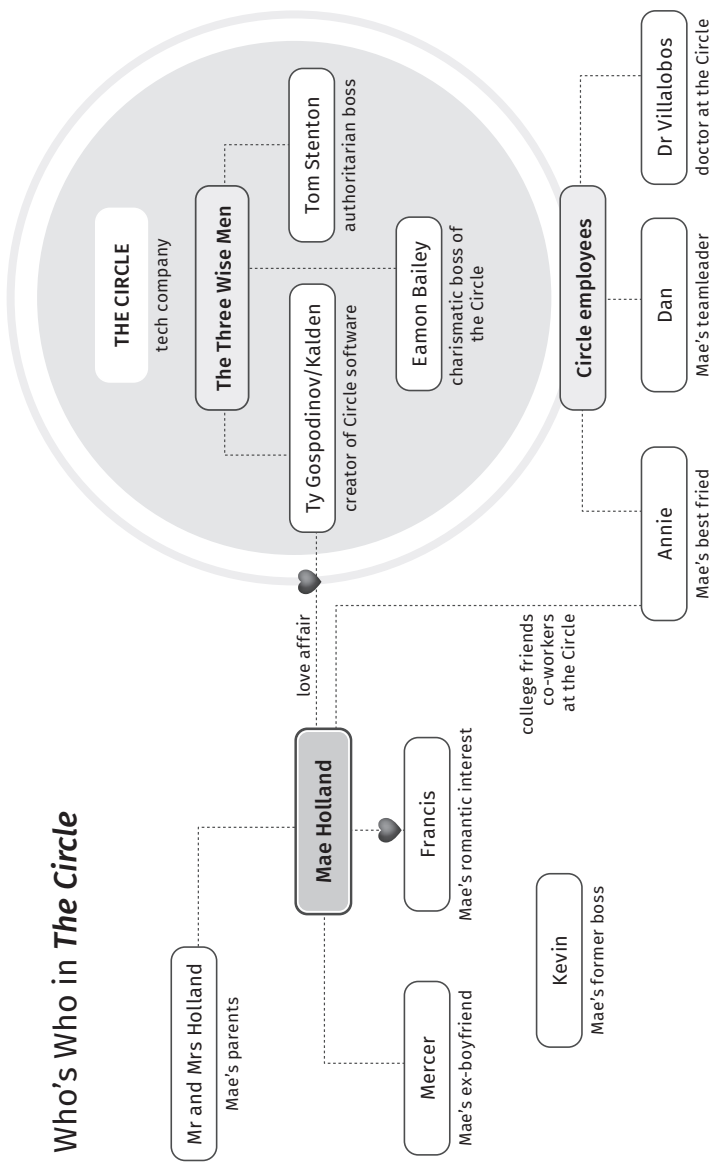 Who's Who in The Circle
THE CIRCLE
tech company
The Three Wise Men
Ty Gospodinov/Kalden
creator of Circle software
Tom Stenton
authoritarian boss
Eamon Bailey
charismatic boss of
the Circle
Mr and Mrs Holland
Mae's parents
Mae Holland
love affair
Mercer
Mae's ex-boyfriend
Francis
Mae's romantic interest
college friends
co-workers
at the Circle
Kevin
Mae's former boss
Circle employees
Annie
Mae's best fried
Dan
Mae's teamleader
Dr Villalobos
doctor at the Circle